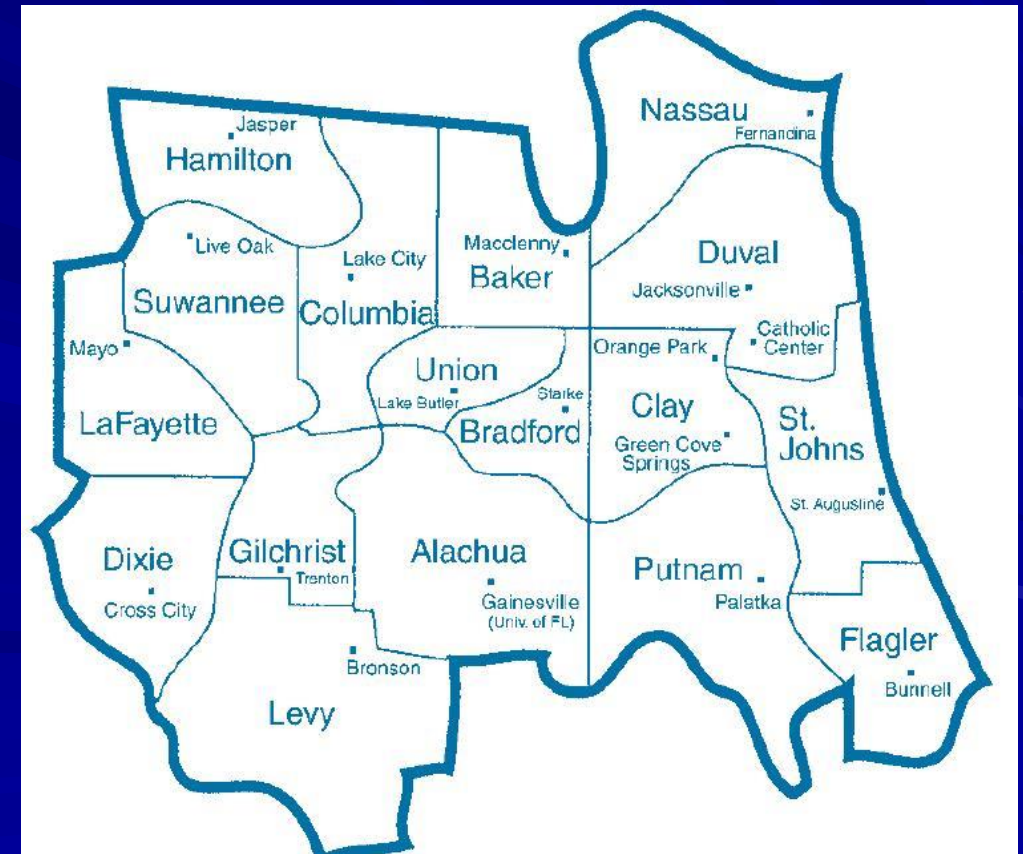 Nassau
Fernandina
Jasper
Hamilton
Live Oak
Lake City
Macclenny
Baker
Duval
Jacksonville
Suwannee
Columbia
Mayo
Orange Park
Catholic
Center
Union
Lake Butler
Starke
Bradford
Clay
Green Cove
Springs
St.
Johns
St. Augustine
LaFayette
Dixie
Cross City
Gilchrist
Trenton
Alachua
Gainesville
(Univ. of FL)
Putnam
Palatka
Flagler
Bunnell
Bronson
Levy